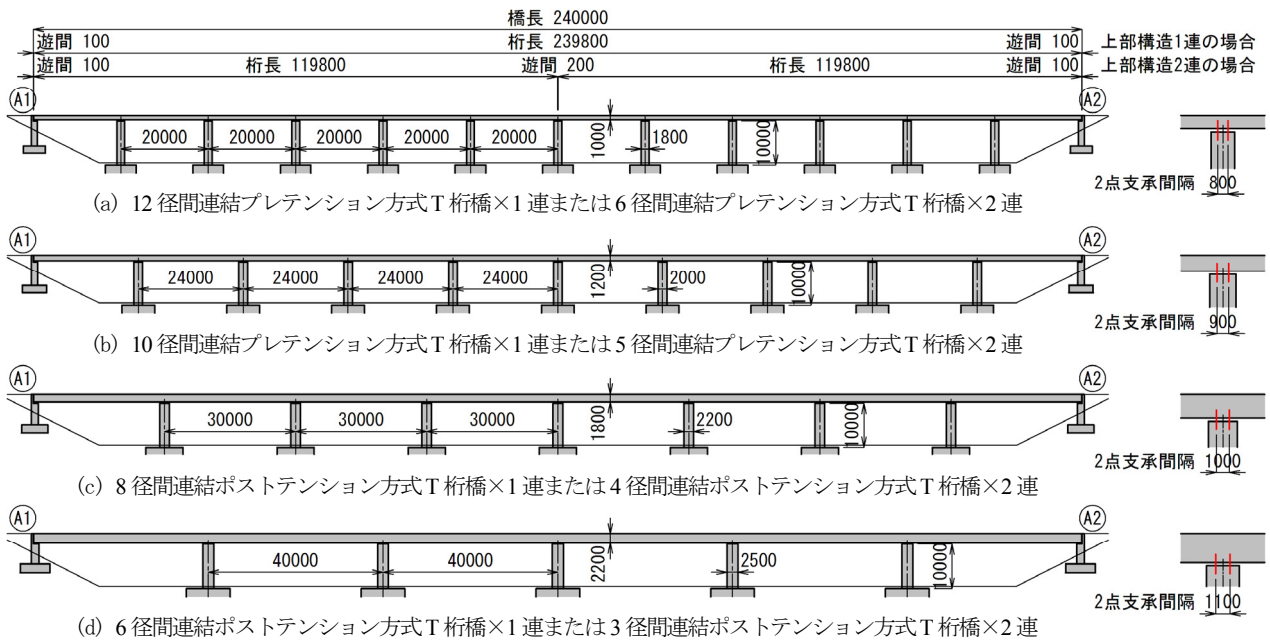 橋長 240000
遊間 100 桁長 239800 遊間 100 上部構造1連の場合
遊間 100 桁長 119800 遊間 200 桁長 119800 遊間 100 上部構造2連の場合
A1 A2
20000 20000 20000 20000 20000 1000 1800 10000
2点支承間隔 800
(a) 12径間連結プレテンション方式T桁橋×1連または6径間連結プレテンション方式T桁橋×2連
A1 A2
24000 24000 24000 24000 1200 2000 10000
2点支承間隔 900
(b) 10径間連結プレテンション方式T桁橋×1連または5径間連結プレテンション方式T桁橋×2連
A1 A2
30000 30000 30000 1800 2200 10000
2点支承間隔 1000
(c) 8径間連結ポストテンション方式T桁橋×1連または4径間連結ポストテンション方式T桁橋×2連
A1 A2
40000 40000 2200 2500 10000
2点支承間隔 1100
(d) 6径間連結ポストテンション方式T桁橋×1連または3径間連結ポストテンション方式T桁橋×2連